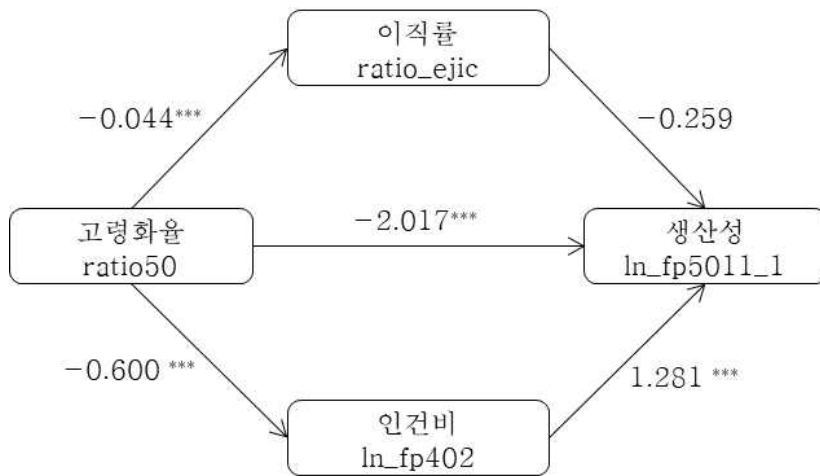 이직률
ratio_ejic
-0.044***
-0.259
고령화율
ratio50
-2.017***
생산성
ln_fp5011_1
-0.600 ***
1.281 ***
인건비
ln_fp402